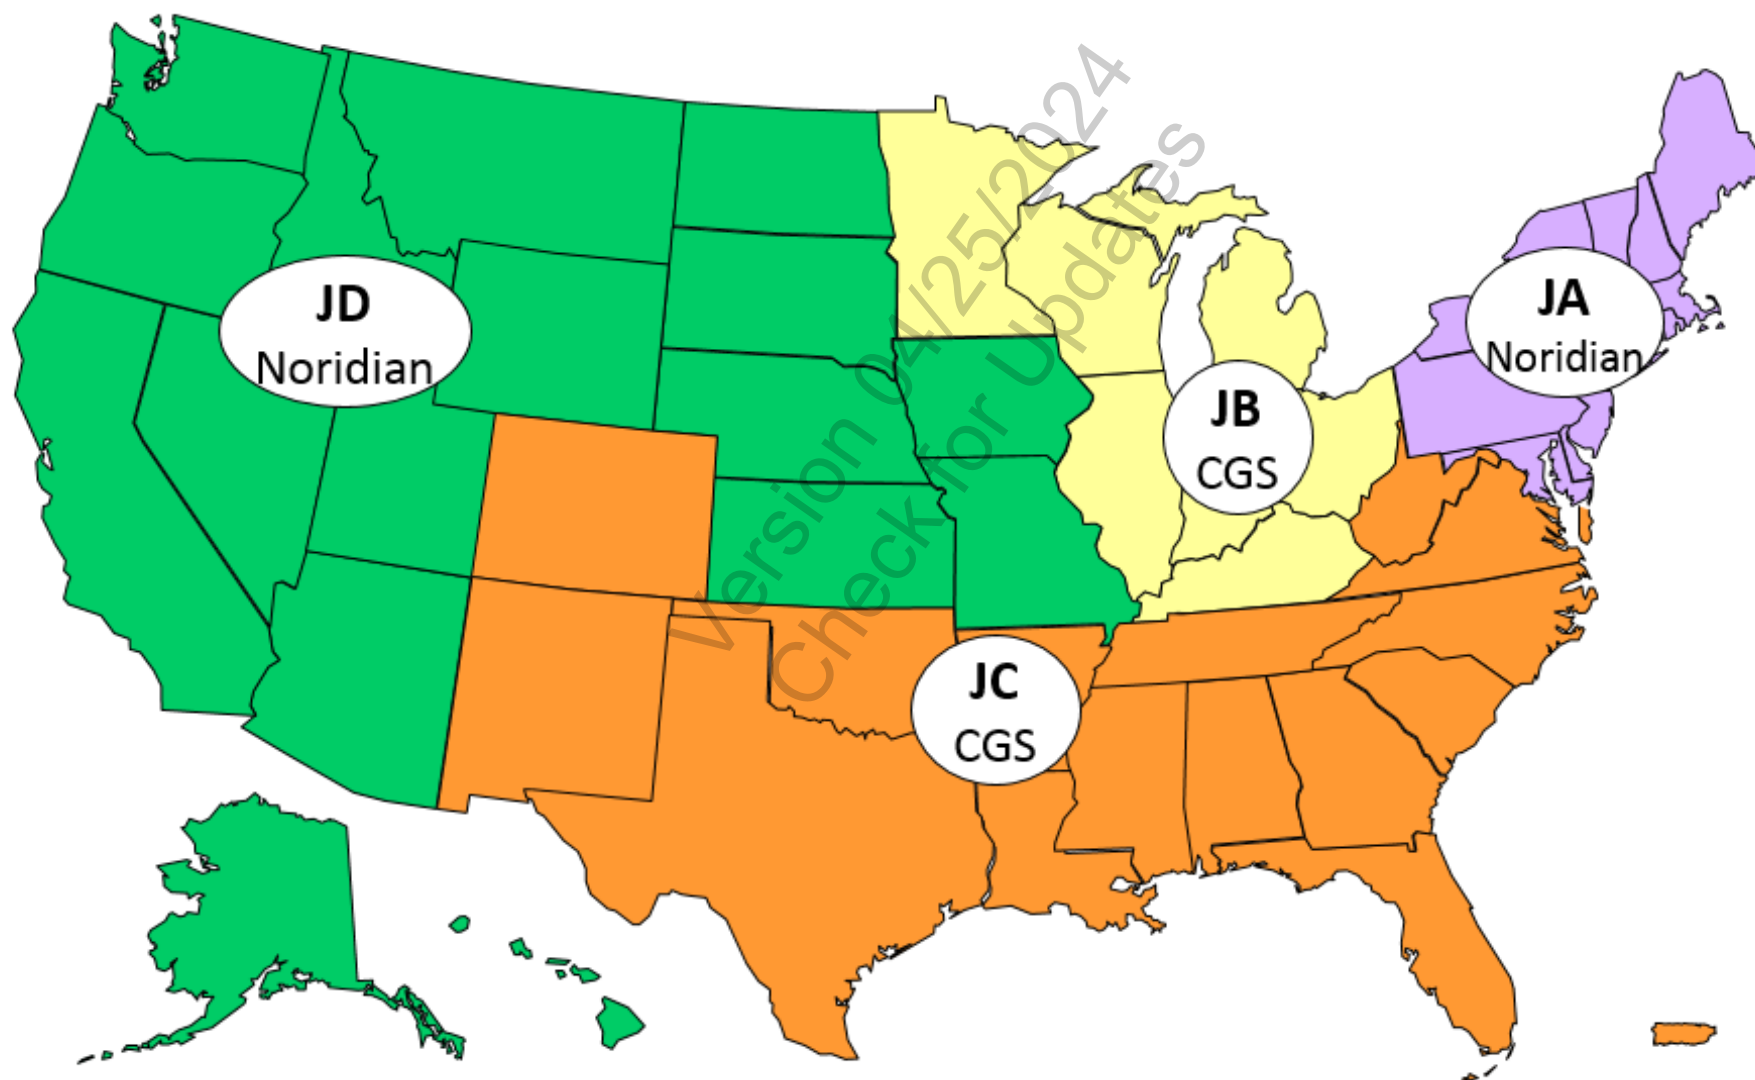 JD
Noridian
JA
Noridian
JB
CGS
JC
CGS
Version 04/25/2024
Check for Updates